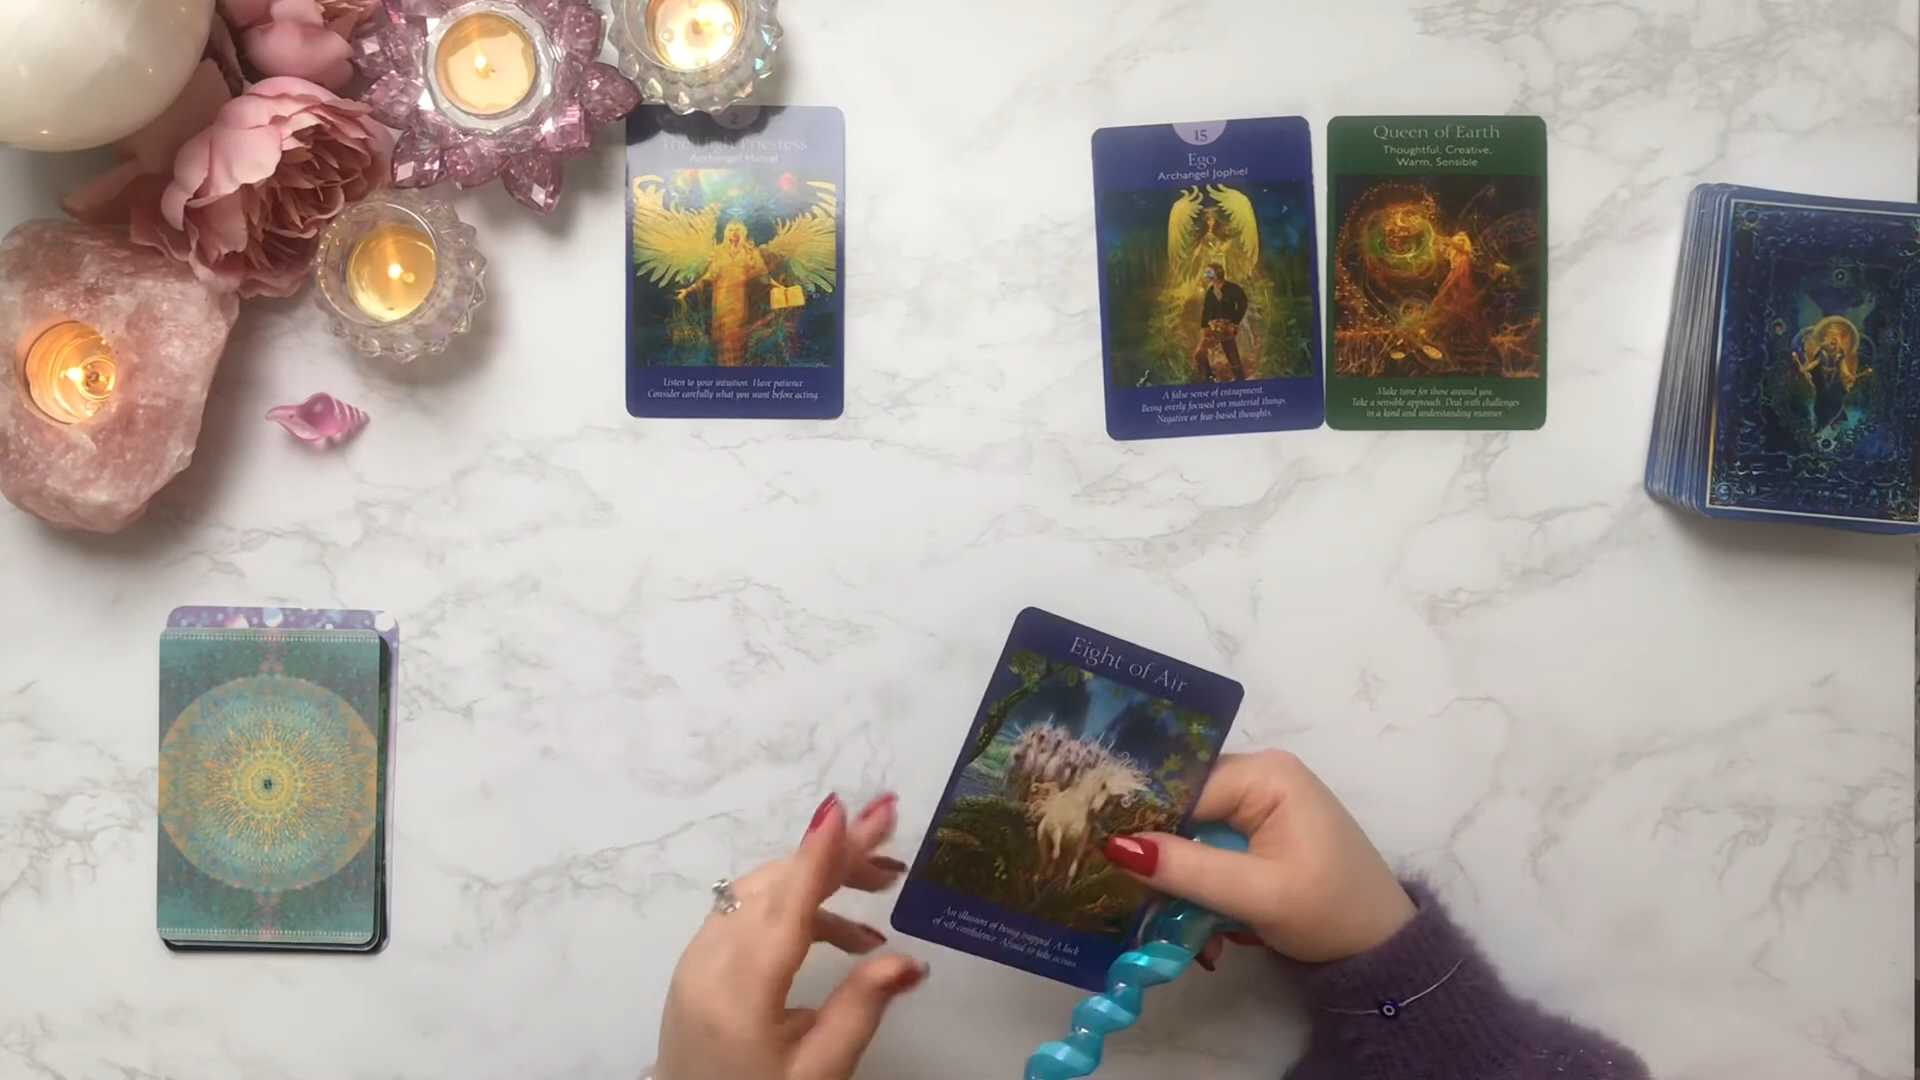 2
The High Priestess
Archangel Haniel
Listen to your intuition. Have patience.
Consider carefully what you want before acting.
15
Ego
Archangel Jophiel
A false sense of entrapment.
Being overly focused on material things.
Negative or fear-based thoughts.
Queen of Earth
Thoughtful, Creative,
Warm, Sensible
Make time for those around you.
Take a sensible approach. Deal with challenges
in a kind and understanding manner.
Eight of Air
An illusion of being trapped. A lack
of self-confidence. Afraid to take action.